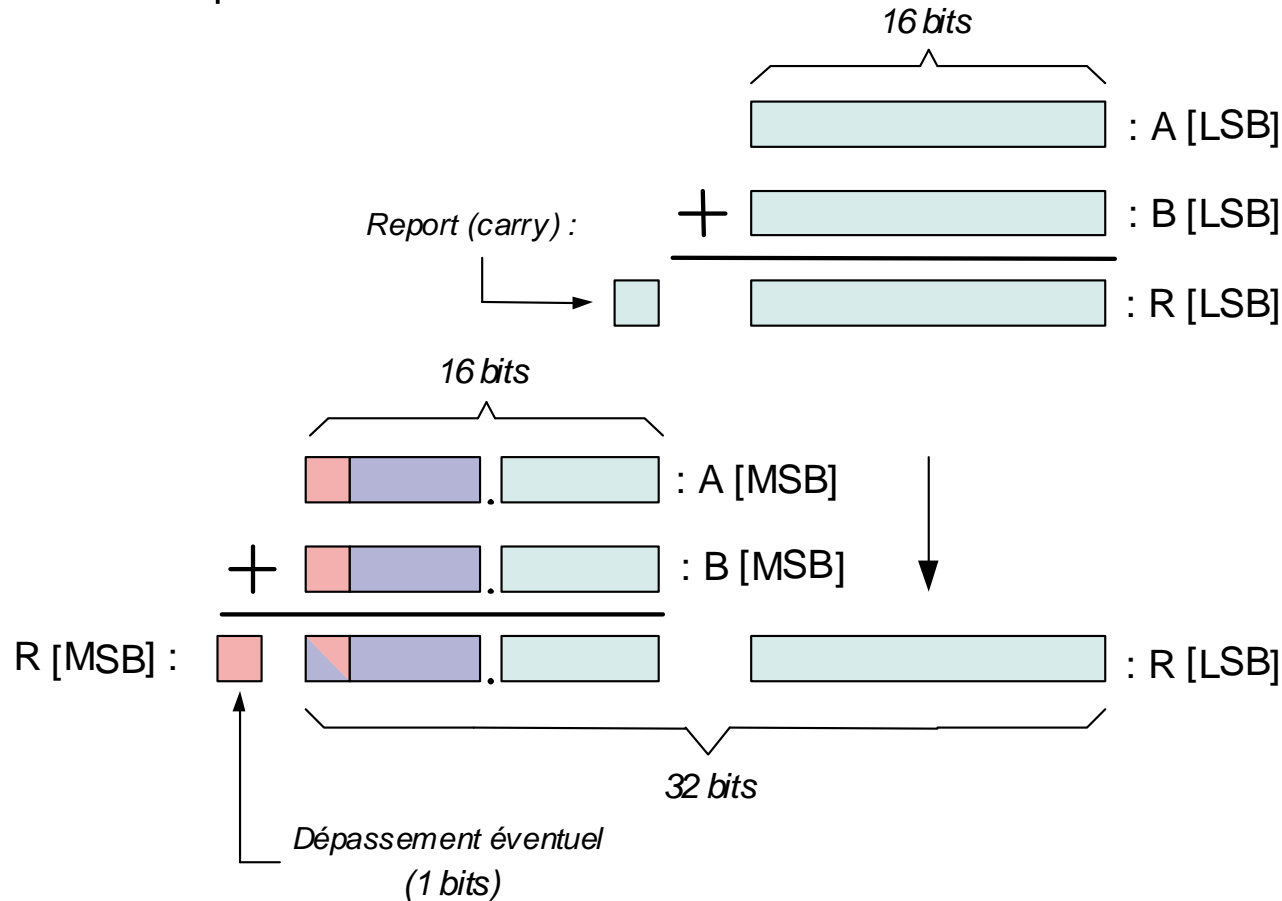 16 bits
: A [LSB]
Report (carry) :
+
: B [LSB]
: R [LSB]
16 bits
. : A [MSB]
+
. : B [MSB]
R [MSB] :
.
: R [LSB]
32 bits
Dépassement éventuel
(1 bits)